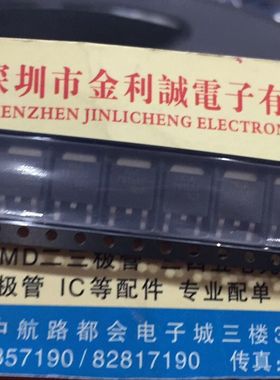 深圳市金利誠電子有
ENZHEN JINLICHENG ELECTRON
MD二三极管
极管 IC等配件 专业配单
中航路都会电子城三楼3
357190/82817190 传真